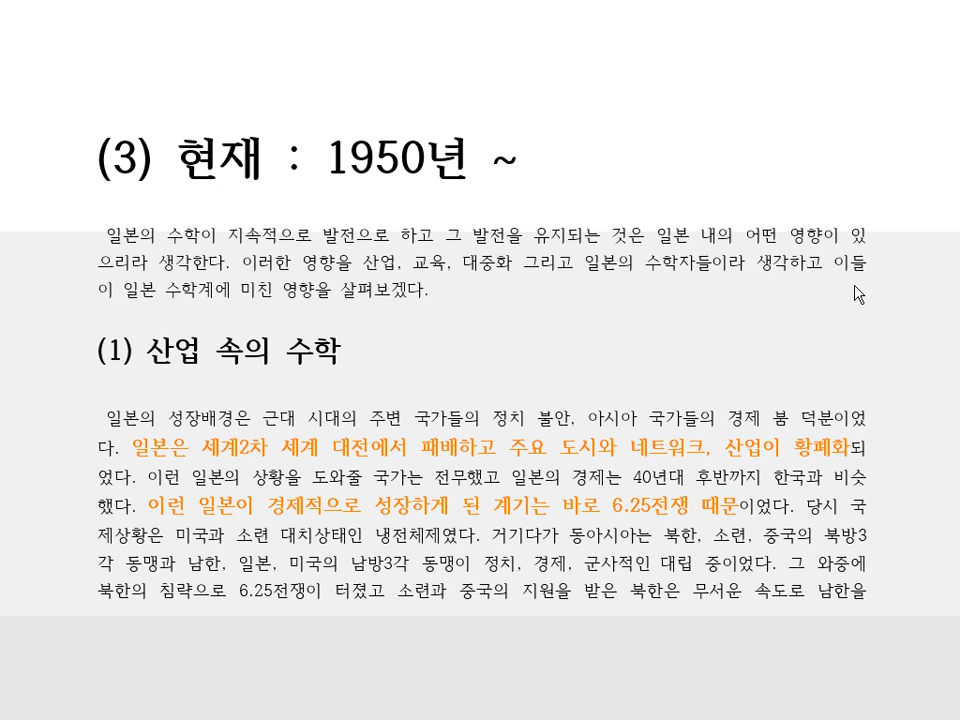 (3) 현재 : 1950년 ~
일본의 수학이 지속적으로 발전으로 하고 그 발전을 유지되는 것은 일본 내의 어떤 영향이 있
으리라 생각한다. 이러한 영향을 산업, 교육, 대중화 그리고 일본의 수학자들이라 생각하고 이들
이 일본 수학계에 미친 영향을 살펴보겠다.
(1) 산업 속의 수학
일본의 성장배경은 근대 시대의 주변 국가들의 정치 불안, 아시아 국가들의 경제 붐 덕분이었
다. 일본은 세계2차 세계 대전에서 패배하고 주요 도시와 네트워크, 산업이 황폐화되
었다. 이런 일본의 상황을 도와줄 국가는 전무했고 일본의 경제는 40년대 후반까지 한국과 비슷
했다. 이런 일본이 경제적으로 성장하게 된 계기는 바로 6.25전쟁 때문이었다. 당시 국
제상황은 미국과 소련 대치상태인 냉전체제였다. 거기다가 동아시아는 북한, 소련, 중국의 북방3
각 동맹과 남한, 일본, 미국의 남방3각 동맹이 정치, 경제, 군사적인 대립 중이었다. 그 와중에
북한의 침략으로 6.25전쟁이 터졌고 소련과 중국의 지원을 받은 북한은 무서운 속도로 남한을